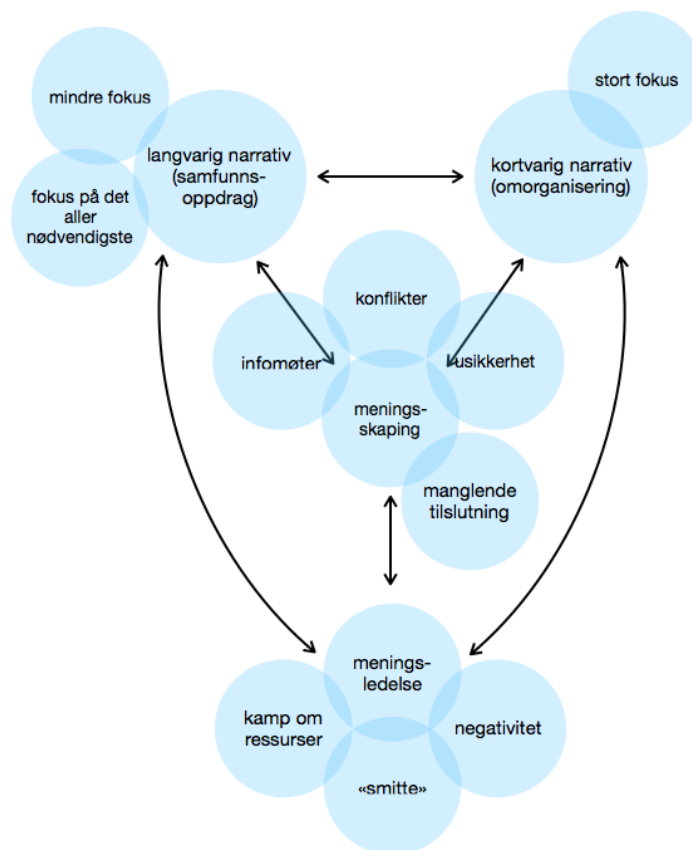 mindre fokus
langvarig narrativ
(samfunns-
oppdrag)
fokus på det
aller
nødvendigste
stort fokus
kortvarig narrativ
(omorganisering)
konflikter
infomøter
usikkerhet
menings-
skaping
manglende
tilslutning
menings-
ledelse
kamp om
ressurser
negativitet
«smitte»